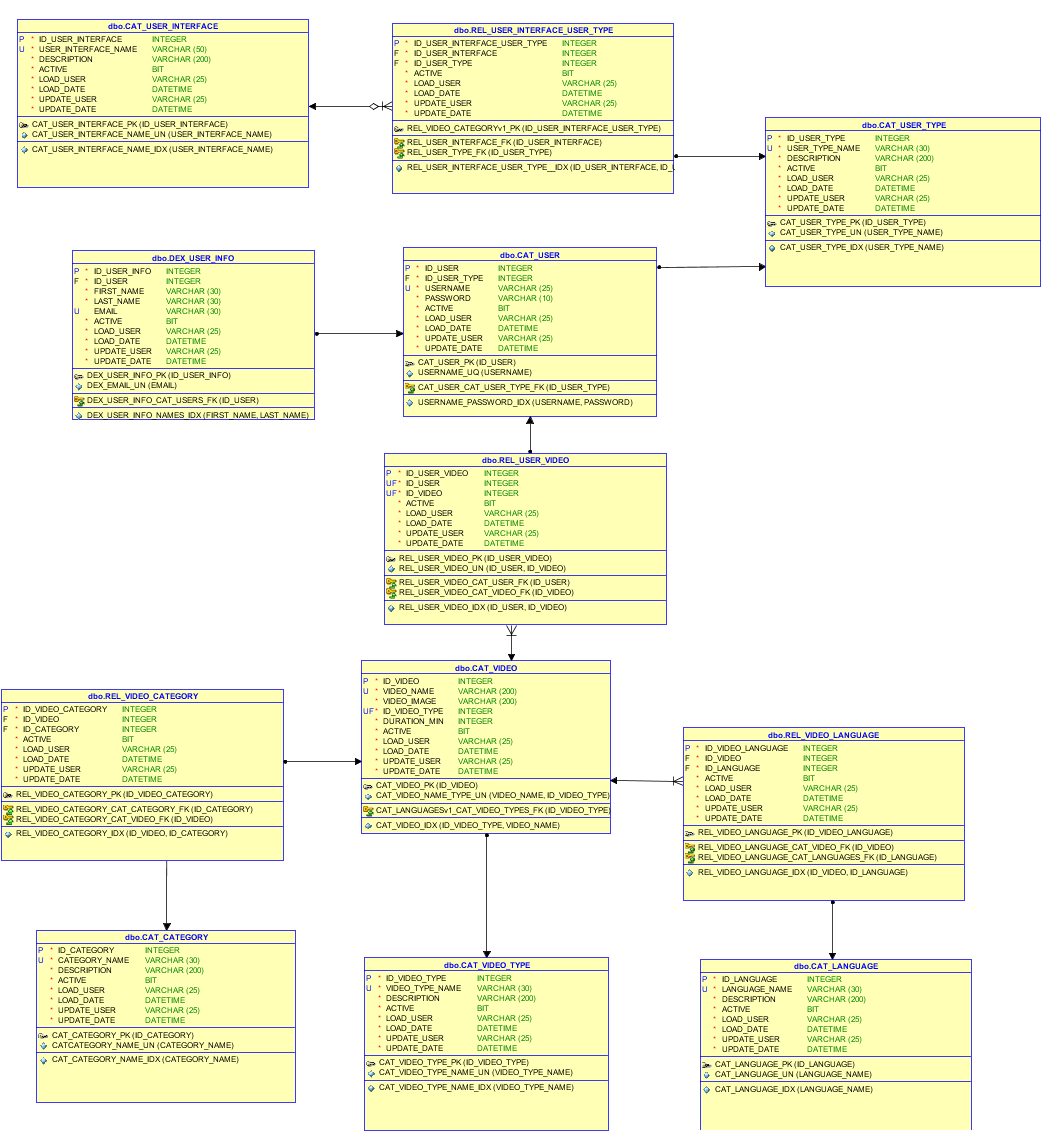 dbo.CAT_USER_INTERFACE
P * ID_USER_INTERFACE INTEGER
U * USER_INTERFACE_NAME VARCHAR (50)
* DESCRIPTION VARCHAR (200)
* ACTIVE BIT
* LOAD_USER VARCHAR (25)
* LOAD_DATE DATETIME
* UPDATE_USER VARCHAR (25)
* UPDATE_DATE DATETIME
CAT_USER_INTERFACE_PK (ID_USER_INTERFACE)
CAT_USER_INTERFACE_NAME_UN (USER_INTERFACE_NAME)
CAT_USER_INTERFACE_NAME_IDX (USER_INTERFACE_NAME)
dbo.REL_USER_INTERFACE_USER_TYPE
P * ID_USER_INTERFACE_USER_TYPE INTEGER
F * ID_USER_INTERFACE INTEGER
F * ID_USER_TYPE INTEGER
* ACTIVE BIT
* LOAD_USER VARCHAR (25)
* LOAD_DATE DATETIME
* UPDATE_USER VARCHAR (25)
* UPDATE_DATE DATETIME
REL_VIDEO_CATEGORYv1_PK (ID_USER_INTERFACE_USER_TYPE)
REL_USER_INTERFACE_FK (ID_USER_INTERFACE)
REL_USER_TYPE_FK (ID_USER_TYPE)
REL_USER_INTERFACE_USER_TYPE__IDX (ID_USER_INTERFACE, ID_U
dbo.CAT_USER_TYPE
P * ID_USER_TYPE INTEGER
U * USER_TYPE_NAME VARCHAR (30)
* DESCRIPTION VARCHAR (200)
* ACTIVE BIT
* LOAD_USER VARCHAR (25)
* LOAD_DATE DATETIME
* UPDATE_USER VARCHAR (25)
* UPDATE_DATE DATETIME
CAT_USER_TYPE_PK (ID_USER_TYPE)
CAT_USER_TYPE_UN (USER_TYPE_NAME)
CAT_USER_TYPE_IDX (USER_TYPE_NAME)
dbo.DEX_USER_INFO
P * ID_USER_INFO INTEGER
F * ID_USER INTEGER
* FIRST_NAME VARCHAR (30)
* LAST_NAME VARCHAR (30)
U EMAIL VARCHAR (30)
* ACTIVE BIT
* LOAD_USER VARCHAR (25)
* LOAD_DATE DATETIME
* UPDATE_USER VARCHAR (25)
* UPDATE_DATE DATETIME
DEX_USER_INFO_PK (ID_USER_INFO)
DEX_EMAIL_UN (EMAIL)
DEX_USER_INFO_CAT_USERS_FK (ID_USER)
DEX_USER_INFO_NAMES_IDX (FIRST_NAME, LAST_NAME)
dbo.CAT_USER
P * ID_USER INTEGER
F * ID_USER_TYPE INTEGER
U * USERNAME VARCHAR (25)
* PASSWORD VARCHAR (10)
* ACTIVE BIT
* LOAD_USER VARCHAR (25)
* LOAD_DATE DATETIME
* UPDATE_USER VARCHAR (25)
* UPDATE_DATE DATETIME
CAT_USER_PK (ID_USER)
USERNAME_UQ (USERNAME)
CAT_USER_CAT_USER_TYPE_FK (ID_USER_TYPE)
USERNAME_PASSWORD_IDX (USERNAME, PASSWORD)
dbo.REL_USER_VIDEO
P * ID_USER_VIDEO INTEGER
UF * ID_USER INTEGER
UF * ID_VIDEO INTEGER
* ACTIVE BIT
* LOAD_USER VARCHAR (25)
* LOAD_DATE DATETIME
* UPDATE_USER VARCHAR (25)
* UPDATE_DATE DATETIME
REL_USER_VIDEO_PK (ID_USER_VIDEO)
REL_USER_VIDEO_UN (ID_USER, ID_VIDEO)
REL_USER_VIDEO_CAT_USER_FK (ID_USER)
REL_USER_VIDEO_CAT_VIDEO_FK (ID_VIDEO)
REL_USER_VIDEO_IDX (ID_USER, ID_VIDEO)
dbo.CAT_VIDEO
P * ID_VIDEO INTEGER
U * VIDEO_NAME VARCHAR (200)
* VIDEO_IMAGE VARCHAR (200)
UF * ID_VIDEO_TYPE INTEGER
* DURATION_MIN INTEGER
* ACTIVE BIT
* LOAD_USER VARCHAR (25)
* LOAD_DATE DATETIME
* UPDATE_USER VARCHAR (25)
* UPDATE_DATE DATETIME
CAT_VIDEO_PK (ID_VIDEO)
CAT_VIDEO_NAME_TYPE_UN (VIDEO_NAME, ID_VIDEO_TYPE)
CAT_LANGUAGESv1_CAT_VIDEO_TYPES_FK (ID_VIDEO_TYPE)
CAT_VIDEO_IDX (ID_VIDEO_TYPE, VIDEO_NAME)
dbo.REL_VIDEO_CATEGORY
P * ID_VIDEO_CATEGORY INTEGER
F * ID_VIDEO INTEGER
F * ID_CATEGORY INTEGER
* ACTIVE BIT
* LOAD_USER VARCHAR (25)
* LOAD_DATE DATETIME
* UPDATE_USER VARCHAR (25)
* UPDATE_DATE DATETIME
REL_VIDEO_CATEGORY_PK (ID_VIDEO_CATEGORY)
REL_VIDEO_CATEGORY_CAT_CATEGORY_FK (ID_CATEGORY)
REL_VIDEO_CATEGORY_CAT_VIDEO_FK (ID_VIDEO)
REL_VIDEO_CATEGORY_IDX (ID_VIDEO, ID_CATEGORY)
dbo.REL_VIDEO_LANGUAGE
P * ID_VIDEO_LANGUAGE INTEGER
F * ID_VIDEO INTEGER
F * ID_LANGUAGE INTEGER
* ACTIVE BIT
* LOAD_USER VARCHAR (25)
* LOAD_DATE DATETIME
* UPDATE_USER VARCHAR (25)
* UPDATE_DATE DATETIME
REL_VIDEO_LANGUAGE_PK (ID_VIDEO_LANGUAGE)
REL_VIDEO_LANGUAGE_CAT_VIDEO_FK (ID_VIDEO)
REL_VIDEO_LANGUAGE_CAT_LANGUAGES_FK (ID_LANGUAGE)
REL_VIDEO_LANGUAGE_IDX (ID_VIDEO, ID_LANGUAGE)
dbo.CAT_CATEGORY
P * ID_CATEGORY INTEGER
U * CATEGORY_NAME VARCHAR (30)
* DESCRIPTION VARCHAR (200)
* ACTIVE BIT
* LOAD_USER VARCHAR (25)
* LOAD_DATE DATETIME
* UPDATE_USER VARCHAR (25)
* UPDATE_DATE DATETIME
CAT_CATEGORY_PK (ID_CATEGORY)
CATCATEGORY_NAME_UN (CATEGORY_NAME)
CAT_CATEGORY_NAME_IDX (CATEGORY_NAME)
dbo.CAT_VIDEO_TYPE
P * ID_VIDEO_TYPE INTEGER
U * VIDEO_TYPE_NAME VARCHAR (30)
* DESCRIPTION VARCHAR (200)
* ACTIVE BIT
* LOAD_USER VARCHAR (25)
* LOAD_DATE DATETIME
* UPDATE_USER VARCHAR (25)
* UPDATE_DATE DATETIME
CAT_VIDEO_TYPE_PK (ID_VIDEO_TYPE)
CAT_VIDEO_TYPE_NAME_UN (VIDEO_TYPE_NAME)
CAT_VIDEO_TYPE_NAME_IDX (VIDEO_TYPE_NAME)
dbo.CAT_LANGUAGE
P * ID_LANGUAGE INTEGER
U * LANGUAGE_NAME VARCHAR (30)
* DESCRIPTION VARCHAR (200)
* ACTIVE BIT
* LOAD_USER VARCHAR (25)
* LOAD_DATE DATETIME
* UPDATE_USER VARCHAR (25)
* UPDATE_DATE DATETIME
CAT_LANGUAGE_PK (ID_LANGUAGE)
CAT_LANGUAGE_UN (LANGUAGE_NAME)
CAT_LANGUAGE_IDX (LANGUAGE_NAME)